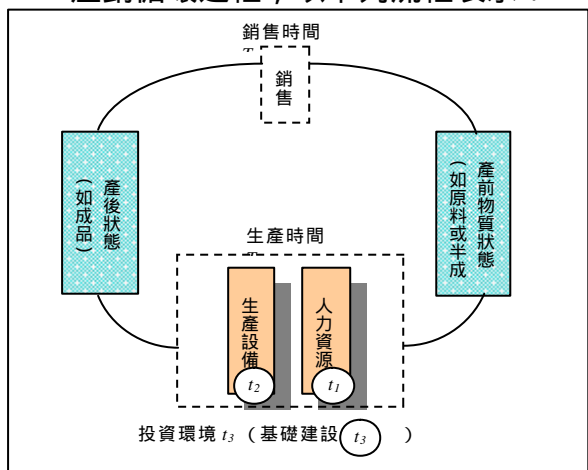 銷售時間
銷售
產後狀態
(如成品)
產前物質狀態
(如原料或半成
生產時間
生產設備
人力資源
t2
t1
投資環境 t3 (基礎建設 t3 )